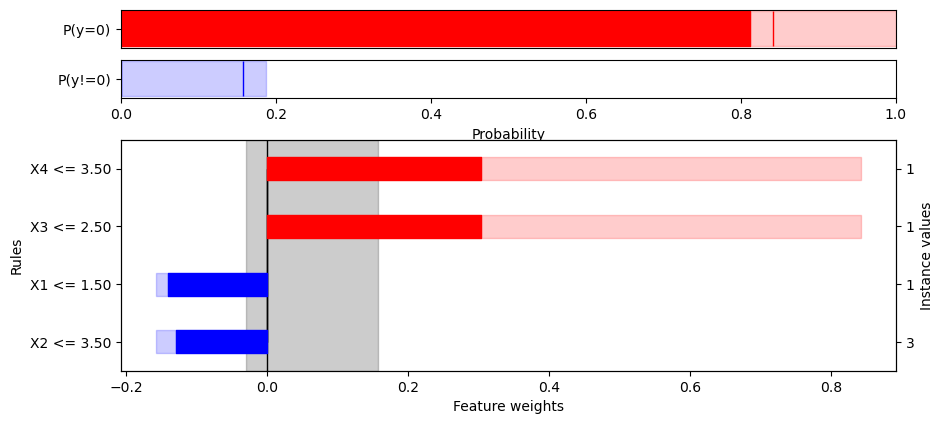 P(y=0)
P(y!=0)
0.0 0.2 0.4 0.6 0.8 1.0
Probability
X4 <= 3.50 1
X3 <= 2.50 1
X1 <= 1.50 1
X2 <= 3.50 3
Rules
Instance values
−0.2 0.0 0.2 0.4 0.6 0.8
Feature weights